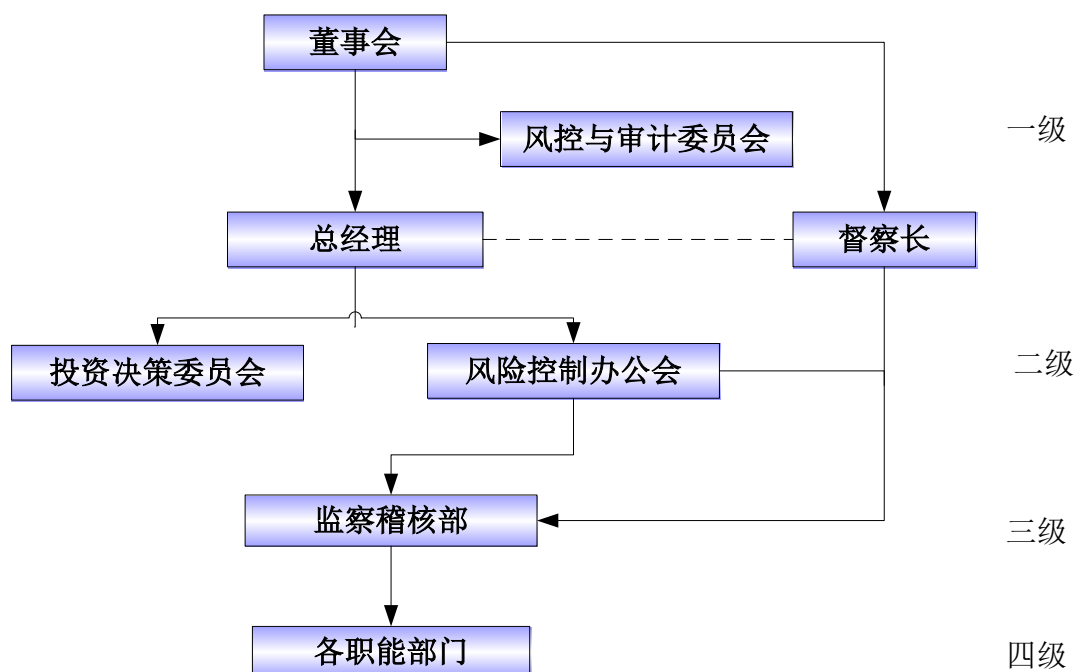 董事会
风控与审计委员会
一级
总经理
督察长
投资决策委员会
风险控制办公会
二级
监察稽核部
三级
各职能部门
四级